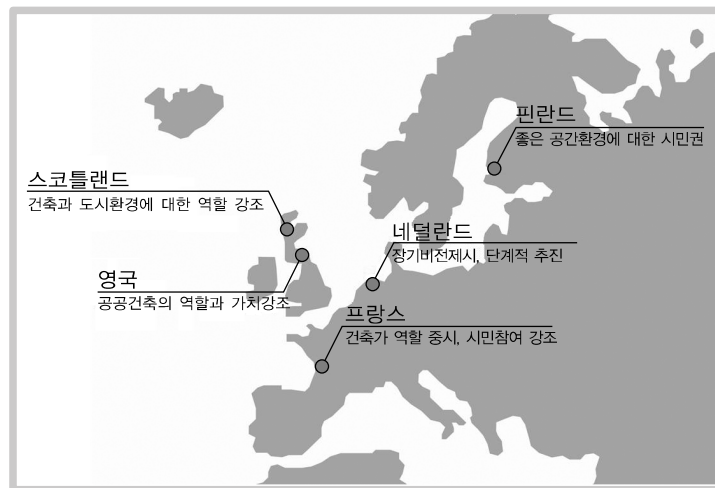 핀란드
좋은 공간환경에 대한 시민권
스코틀랜드
건축과 도시환경에 대한 역할 강조
네덜란드
장기비전제시, 단계적 추진
영국
공공건축의 역할과 가치강조
프랑스
건축가 역할 중시, 시민참여 강조